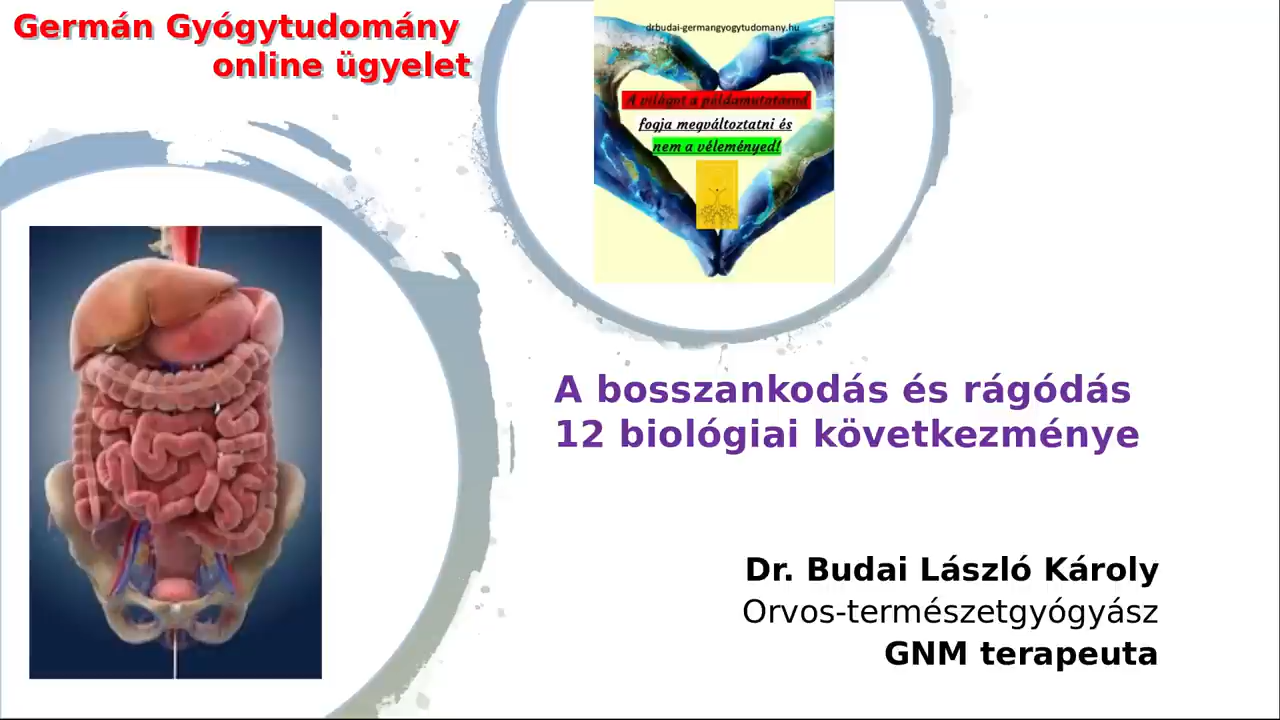 Germán Gyógytudomány
online ügyelet
drbudai-germangyogytudomany.hu
A világot a példamutatásod
fogja megváltoztatni és
nem a véleményed!
A bosszankodás és rágódás
12 biológiai következménye
Dr. Budai László Károly
Orvos-természetgyógyász
GNM terapeuta